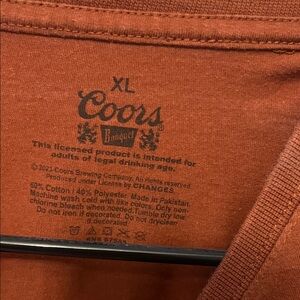 XL
Coors
Banquet
This licensed product is intended for
adults of legal drinking age.
© 2021 Coors Brewing Company. All rights reserved.
Produced under License by CHANGES.
60% Cotton / 40% Polyester. Made in Pakistan.
Machine wash cold with like colors. Only non-
chlorine bleach when needed. Tumble dry low.
Do not iron if decorated. Do not dryclean
if decorated.